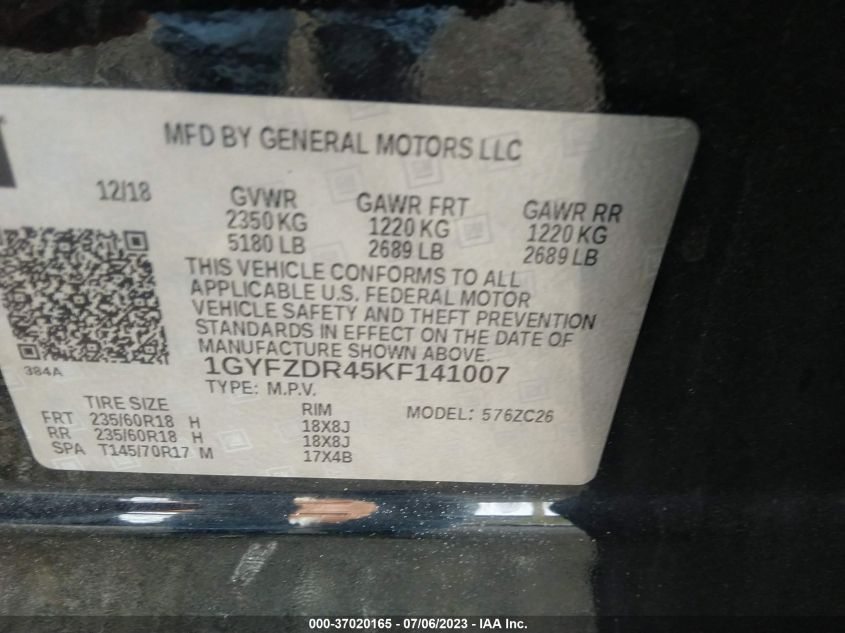 MFD BY GENERAL MOTORS LLC
12/18
GVWR GAWR FRT GAWR RR
2350 KG 1220 KG 1220 KG
5180 LB 2689 LB 2689 LB
THIS VEHICLE CONFORMS TO ALL
APPLICABLE U.S. FEDERAL MOTOR
VEHICLE SAFETY AND THEFT PREVENTION
STANDARDS IN EFFECT ON THE DATE OF
MANUFACTURE SHOWN ABOVE.
384A
1GYFZDR45KF141007
TYPE: M.P.V.
TIRE SIZE RIM MODEL: 576ZC26
FRT 235/60R18 H 18X8J
RR 235/60R18 H 18X8J
SPA T145/70R17 M 17X4B
000-37020165 - 07/06/2023 - IAA Inc.